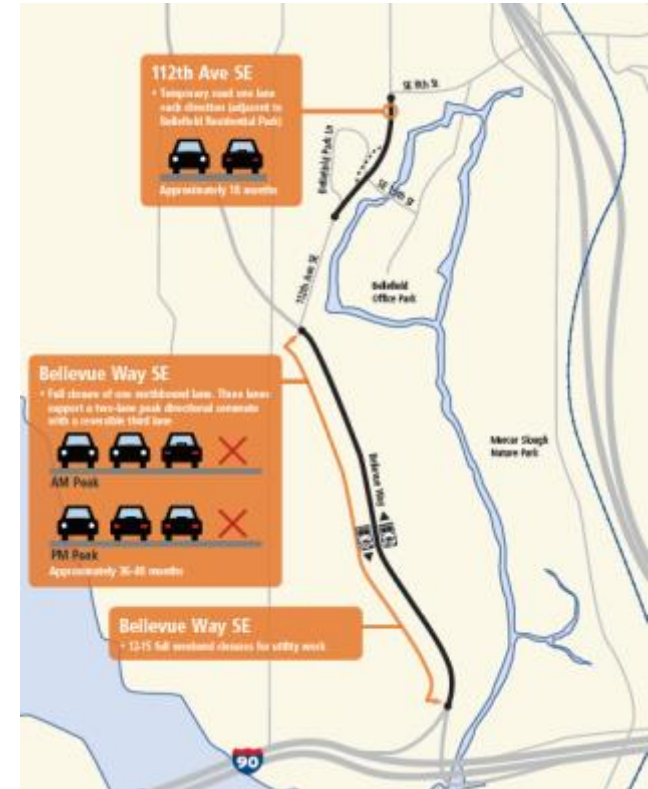 112th Ave SE
• Temporary road one lane
each direction (adjacent to
Bellefield Residential Park)
Approximately 18 months
SE 8th St
Bellefield Park Ln
SE 15th St
112th Ave SE
Bellefield
Office Park
Bellevue Way SE
• Full closure of one northbound lane. Three lanes
support a two-lane peak directional commute
with a reversible third lane
AM Peak
PM Peak
Approximately 36-48 months
Mercer Slough
Nature Park
Bellevue Way
Bellevue Way SE
• 12-15 full weekend closures for utility work
90